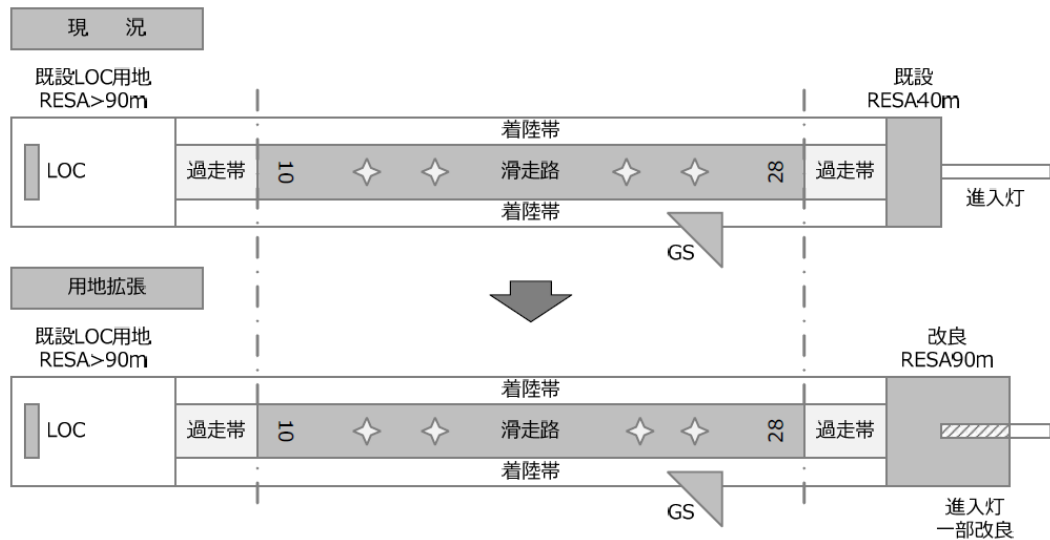 現　況
既設LOC用地
RESA>90m
既設
RESA40m
着陸帯
LOC
過走帯
10
滑走路
28
過走帯
進入灯
着陸帯
GS
用地拡張
既設LOC用地
RESA>90m
改良
RESA90m
着陸帯
LOC
過走帯
10
滑走路
28
過走帯
着陸帯
GS
進入灯
一部改良